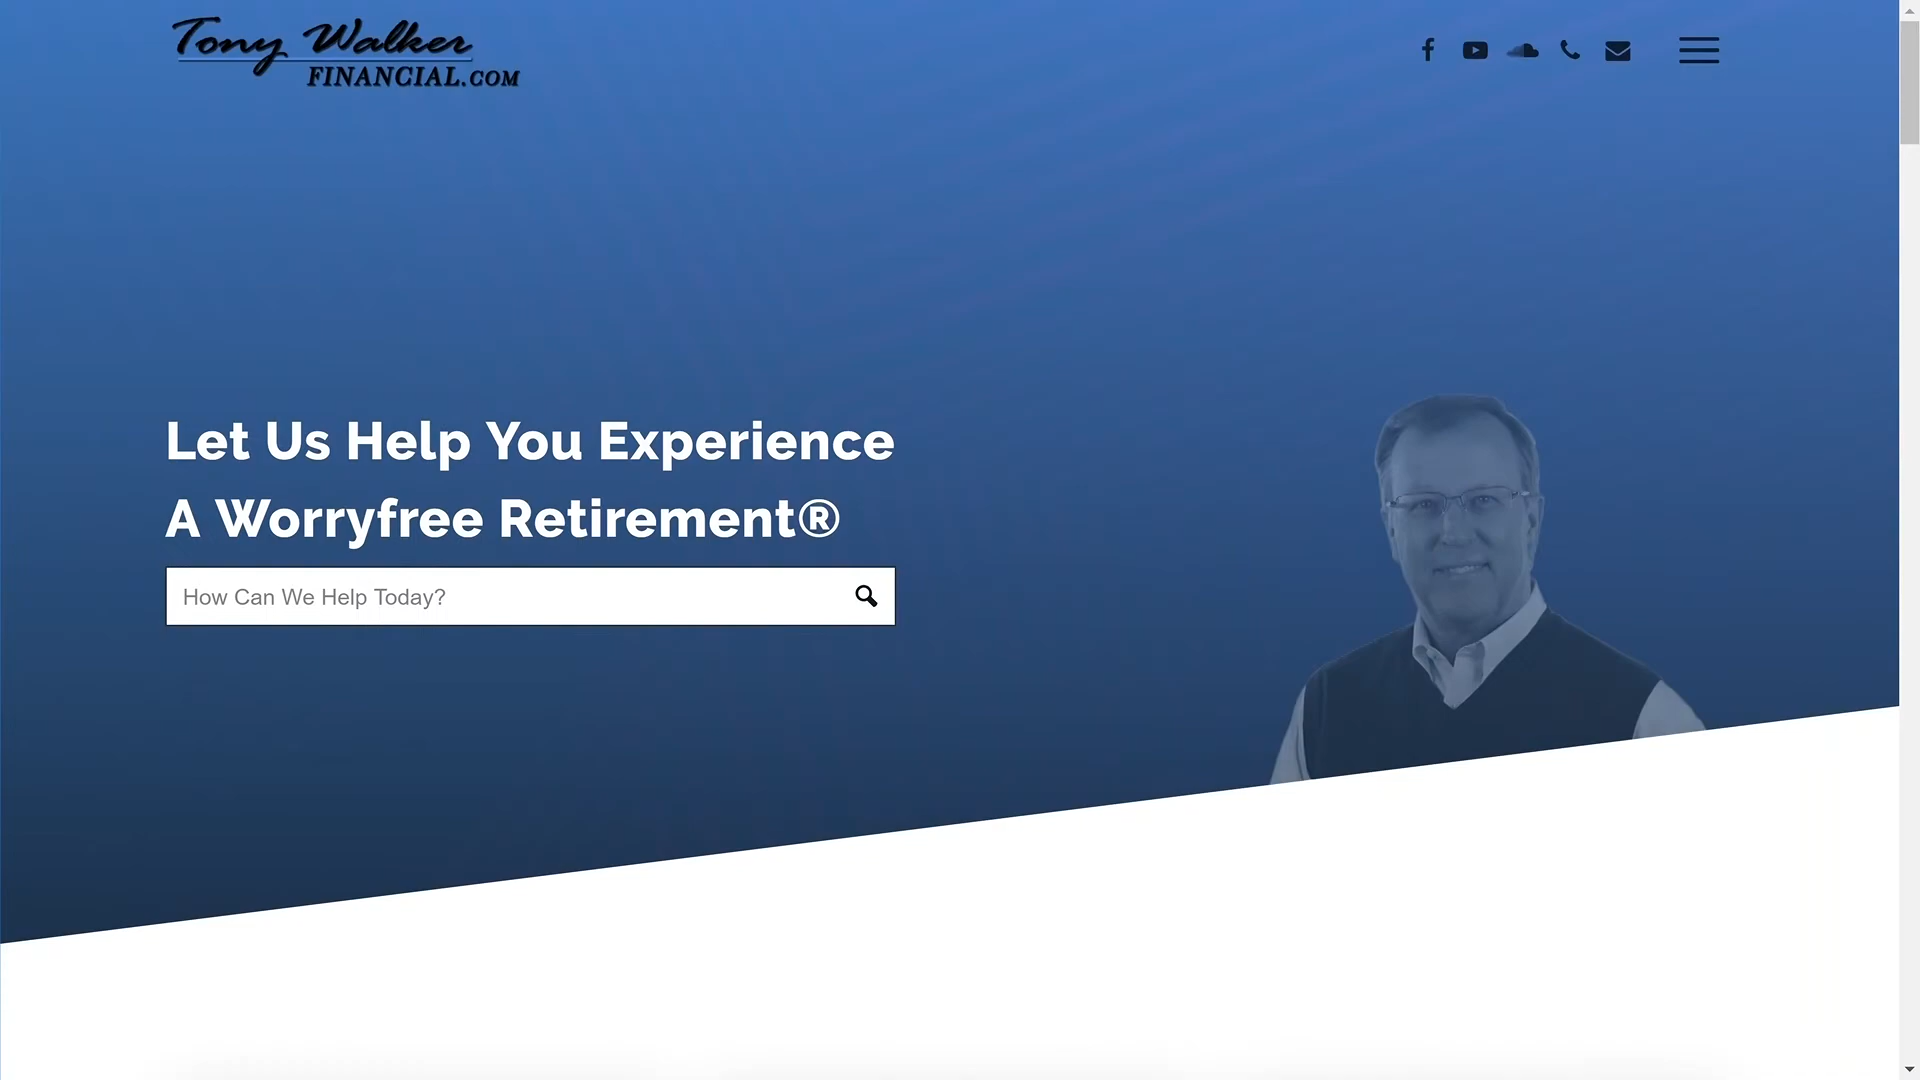 Tony Walker
FINANCIAL.COM
Let Us Help You Experience
A Worryfree Retirement®
How Can We Help Today?